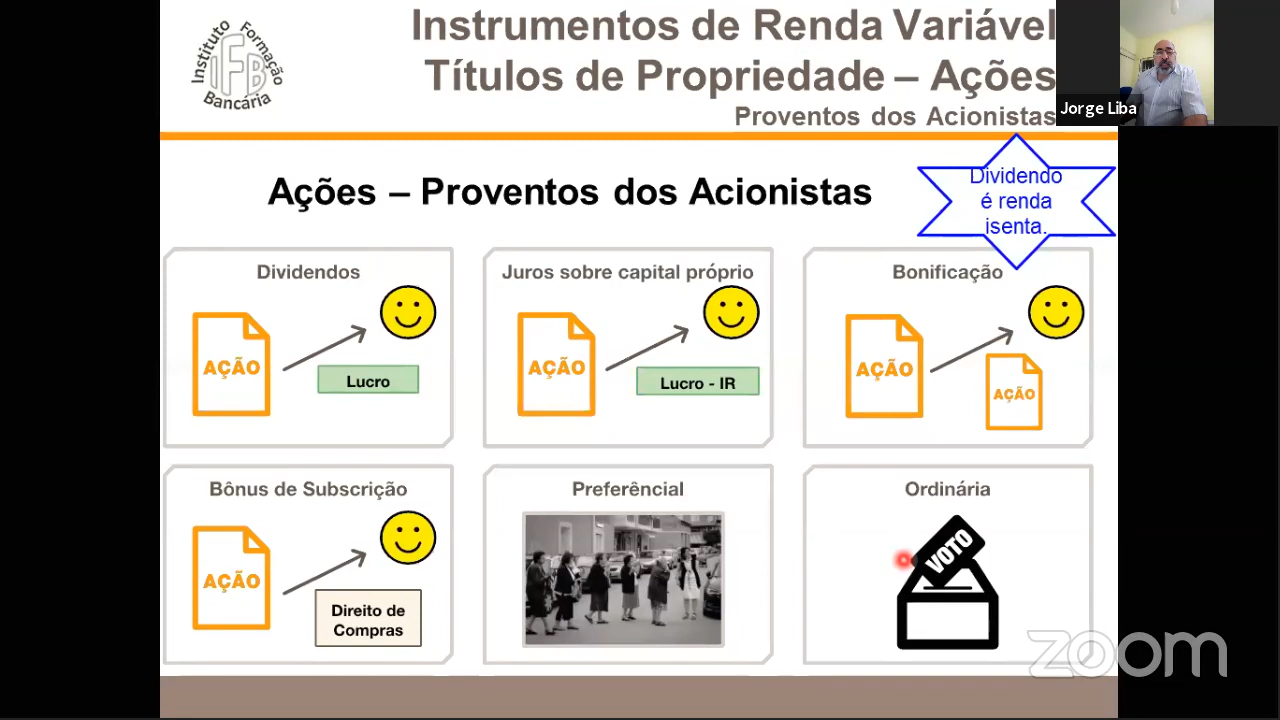 Instituto Formação
IFB
Bancária
Instrumentos de Renda Variável
Títulos de Propriedade – Ações
Proventos dos Acionistas
Jorge Liba
Ações – Proventos dos Acionistas
Dividendo
é renda
isenta.
Dividendos
AÇÃO
Lucro
Juros sobre capital próprio
AÇÃO
Lucro - IR
Bonificação
AÇÃO
AÇÃO
Bônus de Subscrição
AÇÃO
Direito de
Compras
Preferêncial
Ordinária
VOTO
zoom